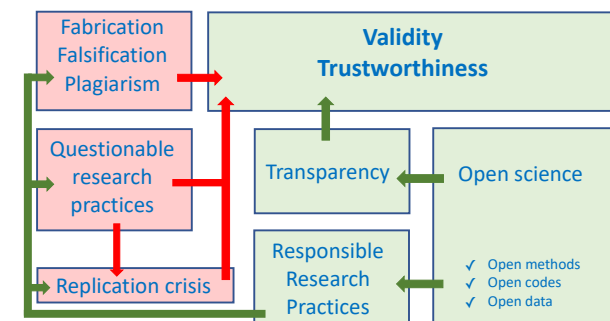 Fabrication
Falsification
Plagiarism
Validity
Trustworthiness
Questionable
research
practices
Transparency
Open science
Replication crisis
Responsible
Research
Practices
✓ Open methods
✓ Open codes
✓ Open data